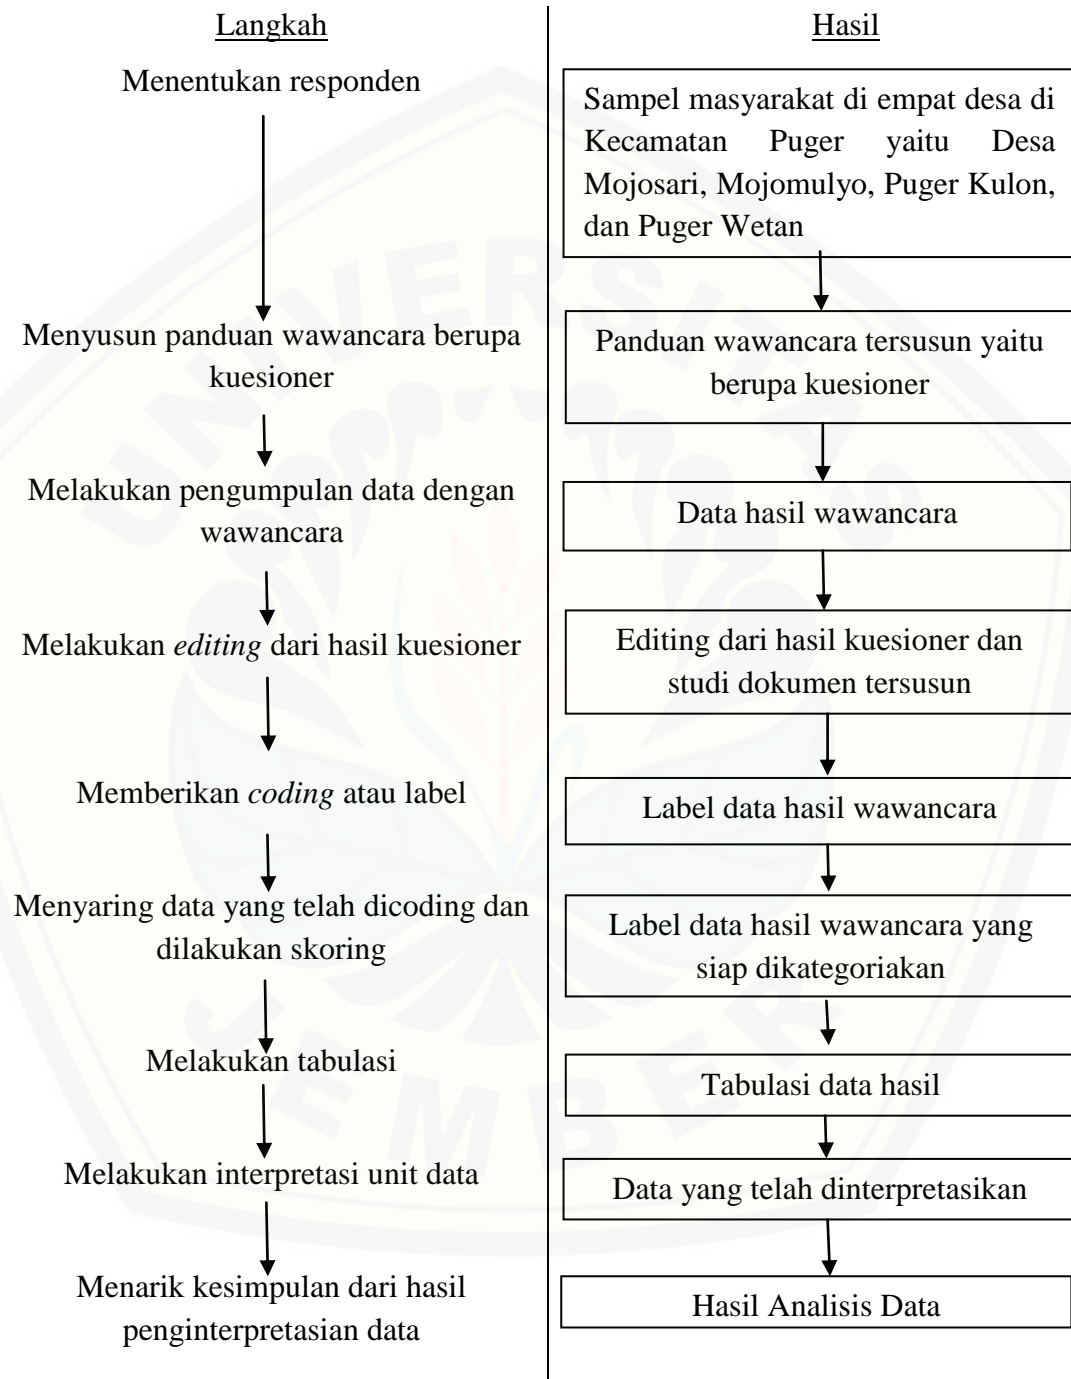 Langkah
Menentukan responden
Menyusun panduan wawancara berupa
kuesioner
Melakukan pengumpulan data dengan
wawancara
Melakukan editing dari hasil kuesioner
Memberikan coding atau label
Menyaring data yang telah dicoding dan
dilakukan skoring
Melakukan tabulasi
Melakukan interpretasi unit data
Menarik kesimpulan dari hasil
penginterpretasian data
Hasil
Sampel masyarakat di empat desa di
Kecamatan Puger yaitu Desa
Mojosari, Mojomulyo, Puger Kulon,
dan Puger Wetan
Panduan wawancara tersusun yaitu
berupa kuesioner
Data hasil wawancara
Editing dari hasil kuesioner dan
studi dokumen tersusun
Label data hasil wawancara
Label data hasil wawancara yang
siap dikategoriakan
Tabulasi data hasil
Data yang telah dinterpretasikan
Hasil Analisis Data
UNIVERSITAS
JEMBER